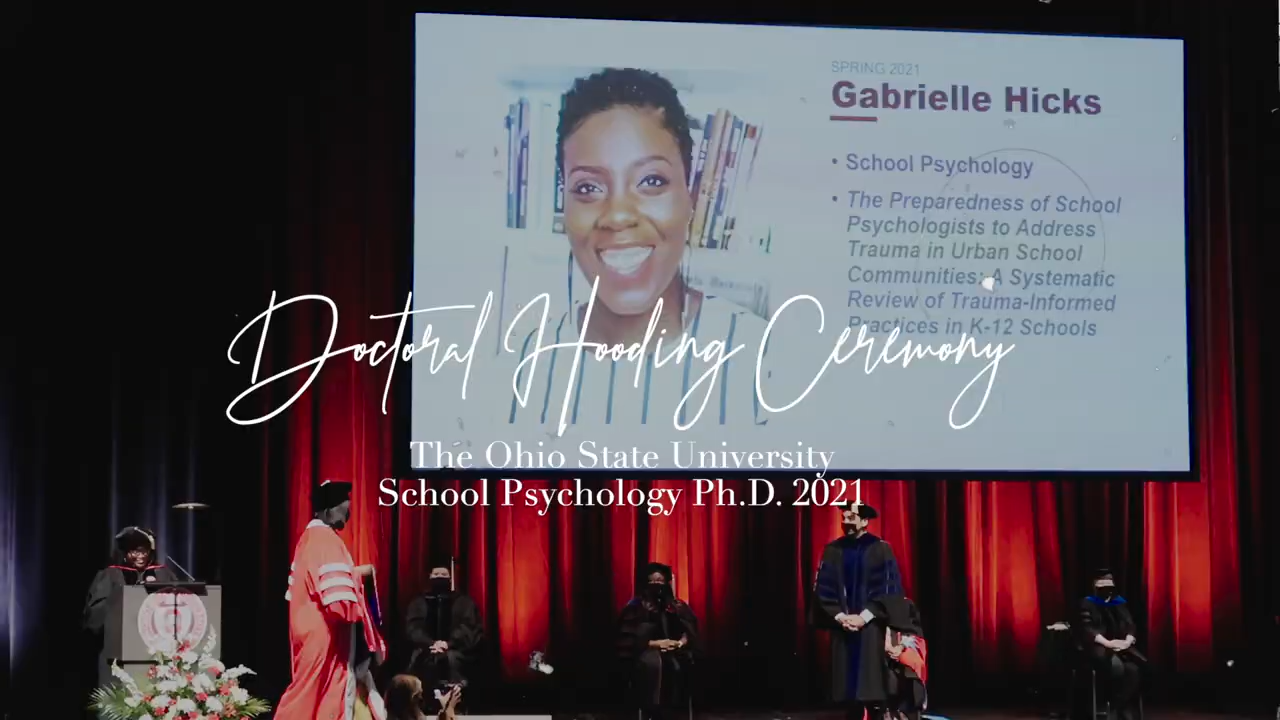 SPRING 2021
Gabrielle Hicks
• School Psychology
• The Preparedness of School
Psychologists to Address
Trauma in Urban School
Communities: A Systematic
Review of Trauma-Informed
Practices in K-12 Schools
Doctoral Hooding Ceremony
The Ohio State University
School Psychology Ph.D. 2021